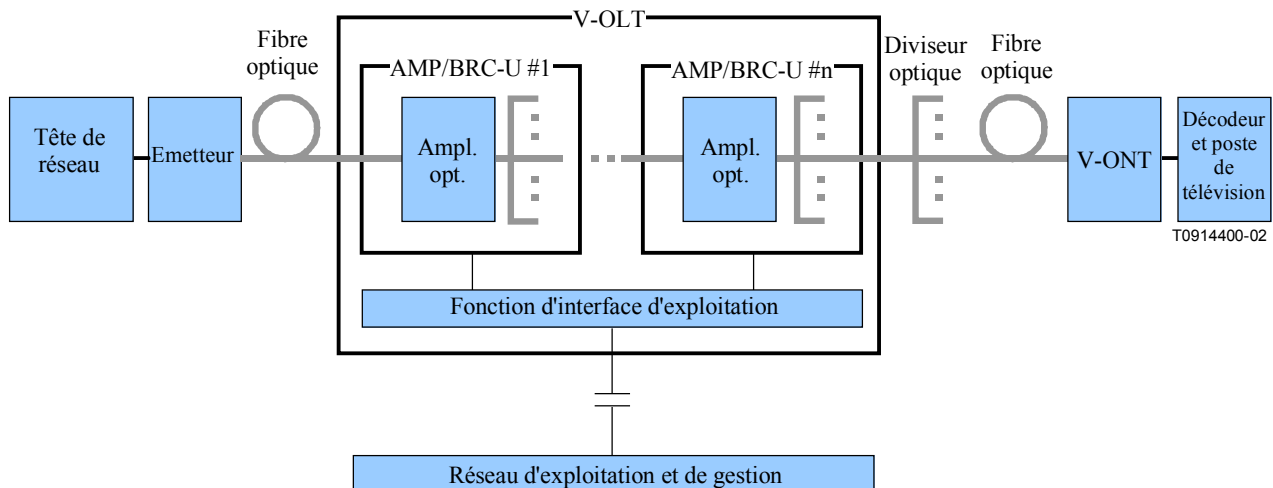 V-OLT
Fibre
optique
AMP/BRC-U #1
AMP/BRC-U #n
Diviseur
optique
Fibre
optique
Tête de
réseau
Emetteur
Ampl.
opt.
Ampl.
opt.
V-ONT
Décodeur
et poste
de
télévision
T0914400-02
Fonction d'interface d'exploitation
Réseau d'exploitation et de gestion